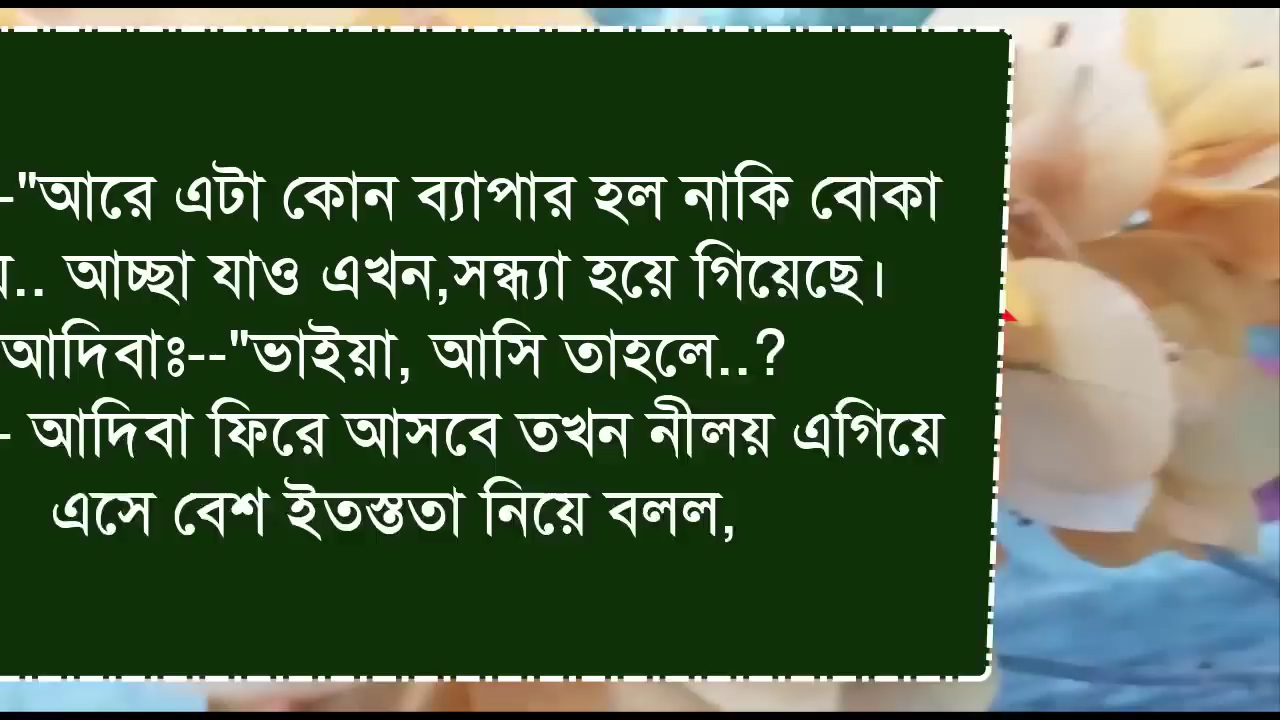 -"আরে এটা কোন ব্যাপার হল নাকি বোকা
.. আচ্ছা যাও এখন,সন্ধ্যা হয়ে গিয়েছে।
আদিবাঃ--"ভাইয়া, আসি তাহলে..?
- আদিবা ফিরে আসবে তখন নীলয় এগিয়ে
এসে বেশ ইতস্ততা নিয়ে বলল,